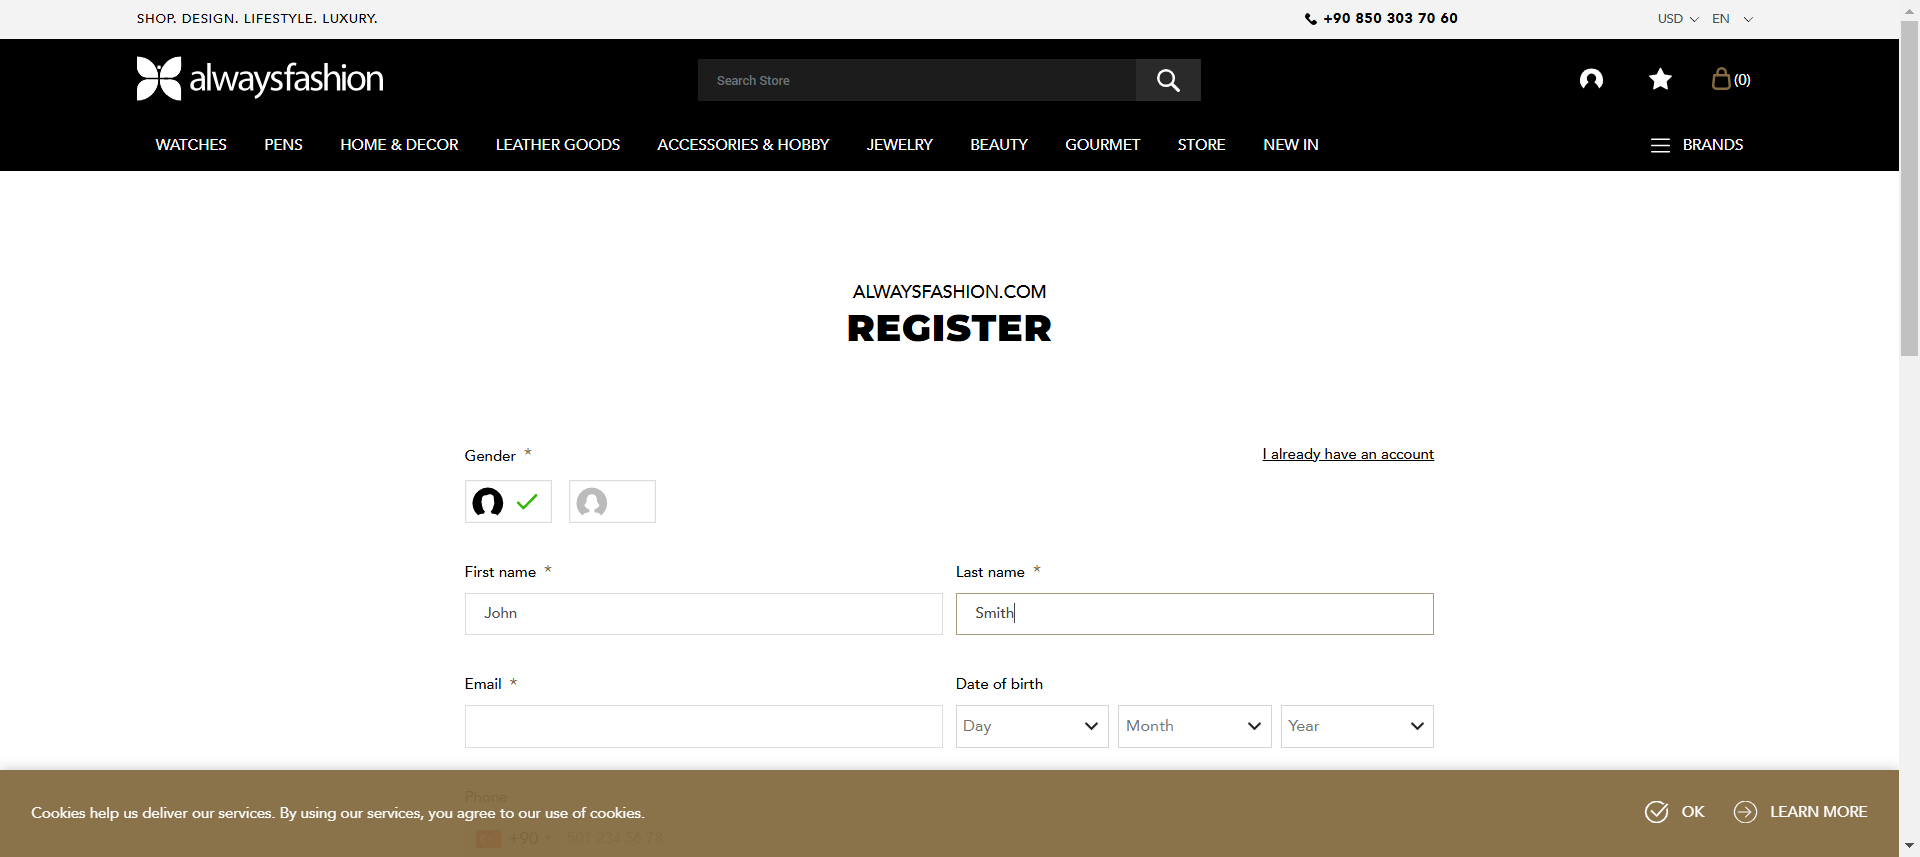 SHOP. DESIGN. LIFESTYLE. LUXURY.
+90 850 303 70 60
USD EN
alwaysfashion
Search Store
(0)
WATCHES PENS HOME & DECOR LEATHER GOODS ACCESSORIES & HOBBY JEWELRY BEAUTY GOURMET STORE NEW IN BRANDS
ALWAYSFASHION.COM
REGISTER
Gender *
I already have an account
First name * Last name *
John Smith
Email * Date of birth
Day Month Year
Phone
Cookies help us deliver our services. By using our services, you agree to our use of cookies.
OK LEARN MORE
+90 501 234 56 78